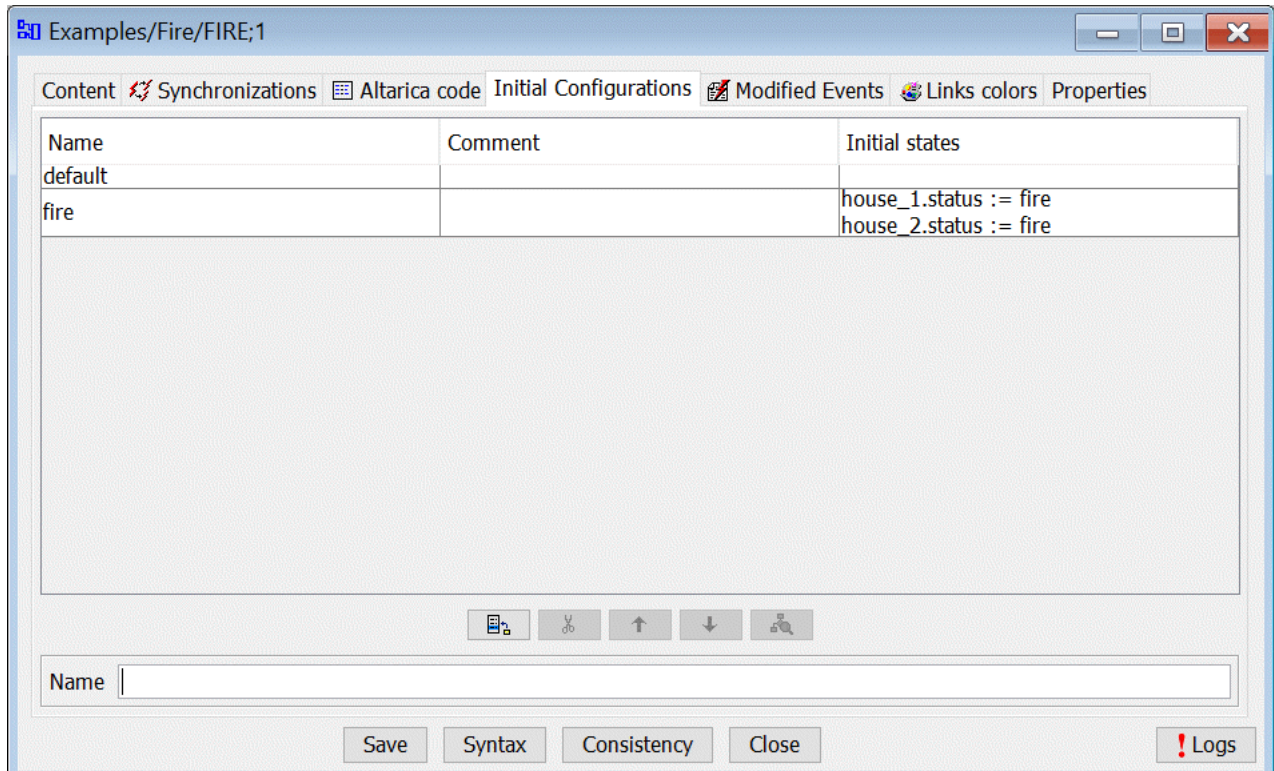 Examples/Fire/FIRE;1
Content Synchronizations Altarica code Initial Configurations Modified Events Links colors Properties
Name Comment Initial states
default
fire house_1.status := fire
house_2.status := fire
Name
Save Syntax Consistency Close Logs